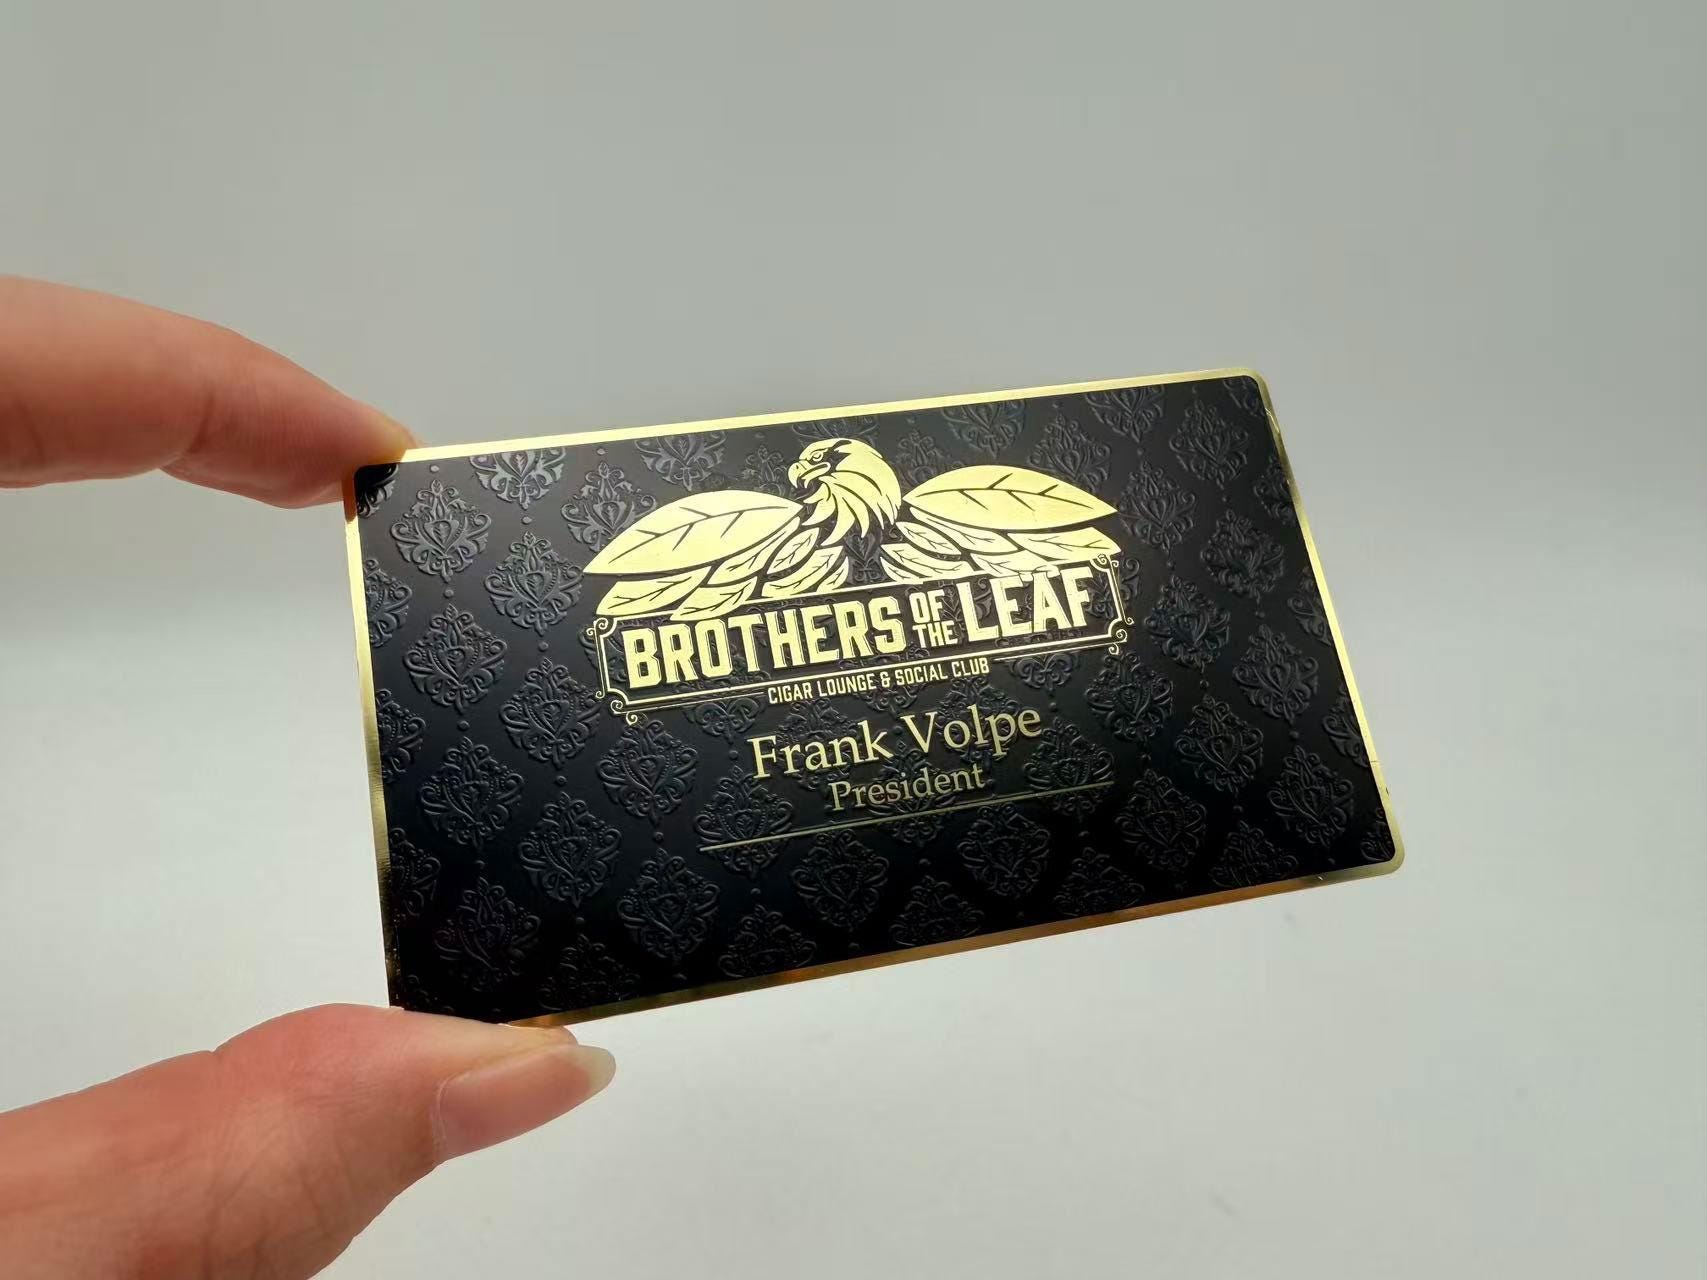 BROTHERS OF THE LEAF
CIGAR LOUNGE & SOCIAL CLUB
Frank Volpe
President